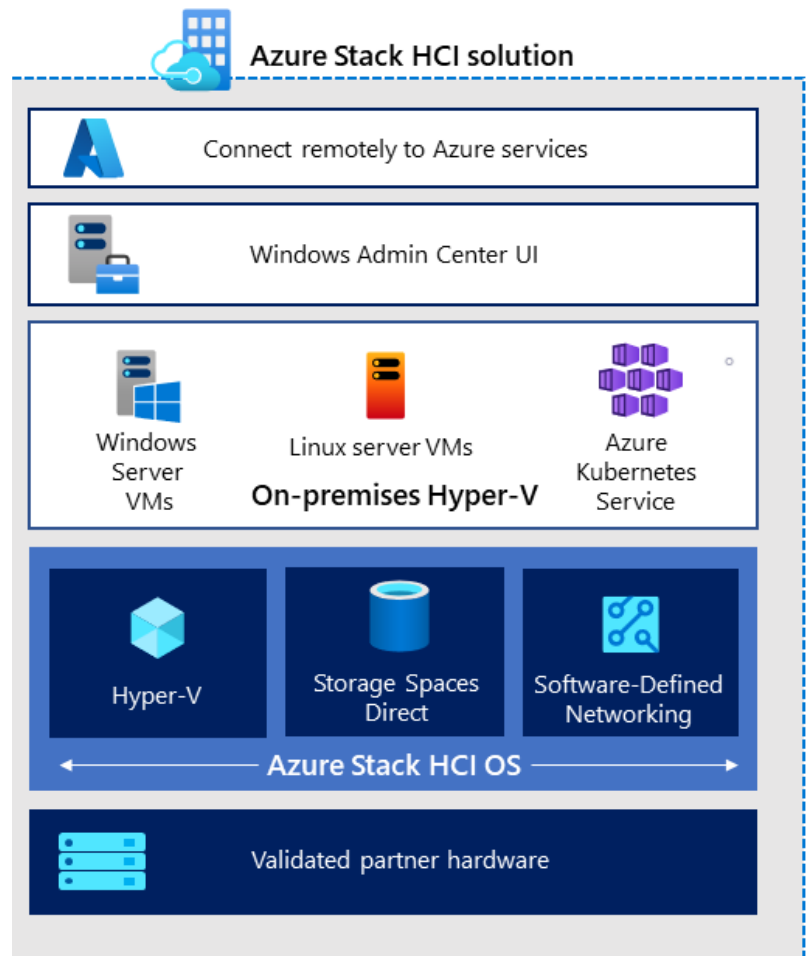 Azure Stack HCI solution
Connect remotely to Azure services
Windows Admin Center UI
Windows
Server
VMs
Linux server VMs
Azure
Kubernetes
Service
On-premises Hyper-V
Hyper-V
Storage Spaces
Direct
Software-Defined
Networking
Azure Stack HCI OS
Validated partner hardware